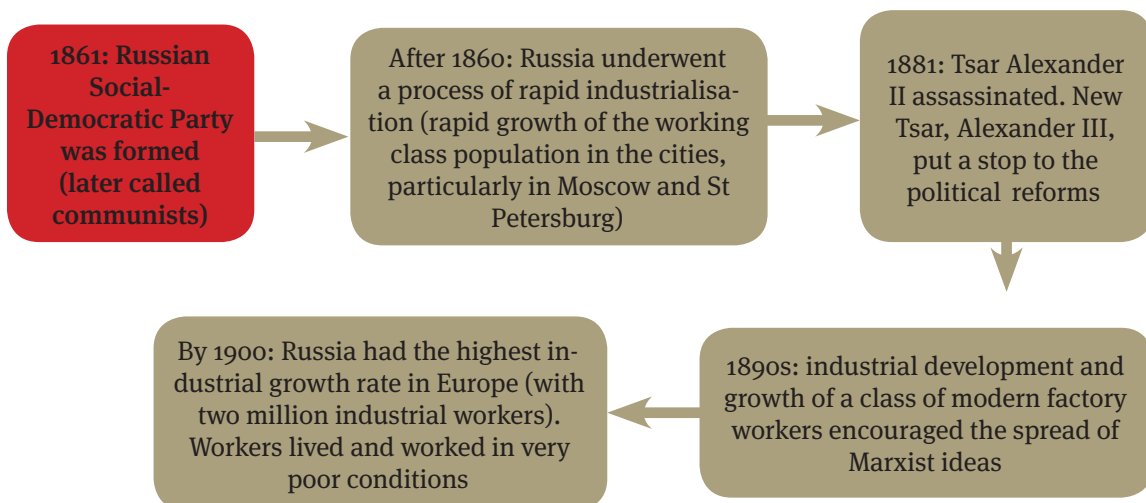 1861: Russian
Social-
Democratic Party
was formed
(later called
communists)
After 1860: Russia underwent
a process of rapid industrialisa-
tion (rapid growth of the working
class population in the cities,
particularly in Moscow and St
Petersburg)
1881: Tsar Alexander
II assassinated. New
Tsar, Alexander III,
put a stop to the
political reforms
1890s: industrial development and
growth of a class of modern factory
workers encouraged the spread of
Marxist ideas
By 1900: Russia had the highest in-
dustrial growth rate in Europe (with
two million industrial workers).
Workers lived and worked in very
poor conditions